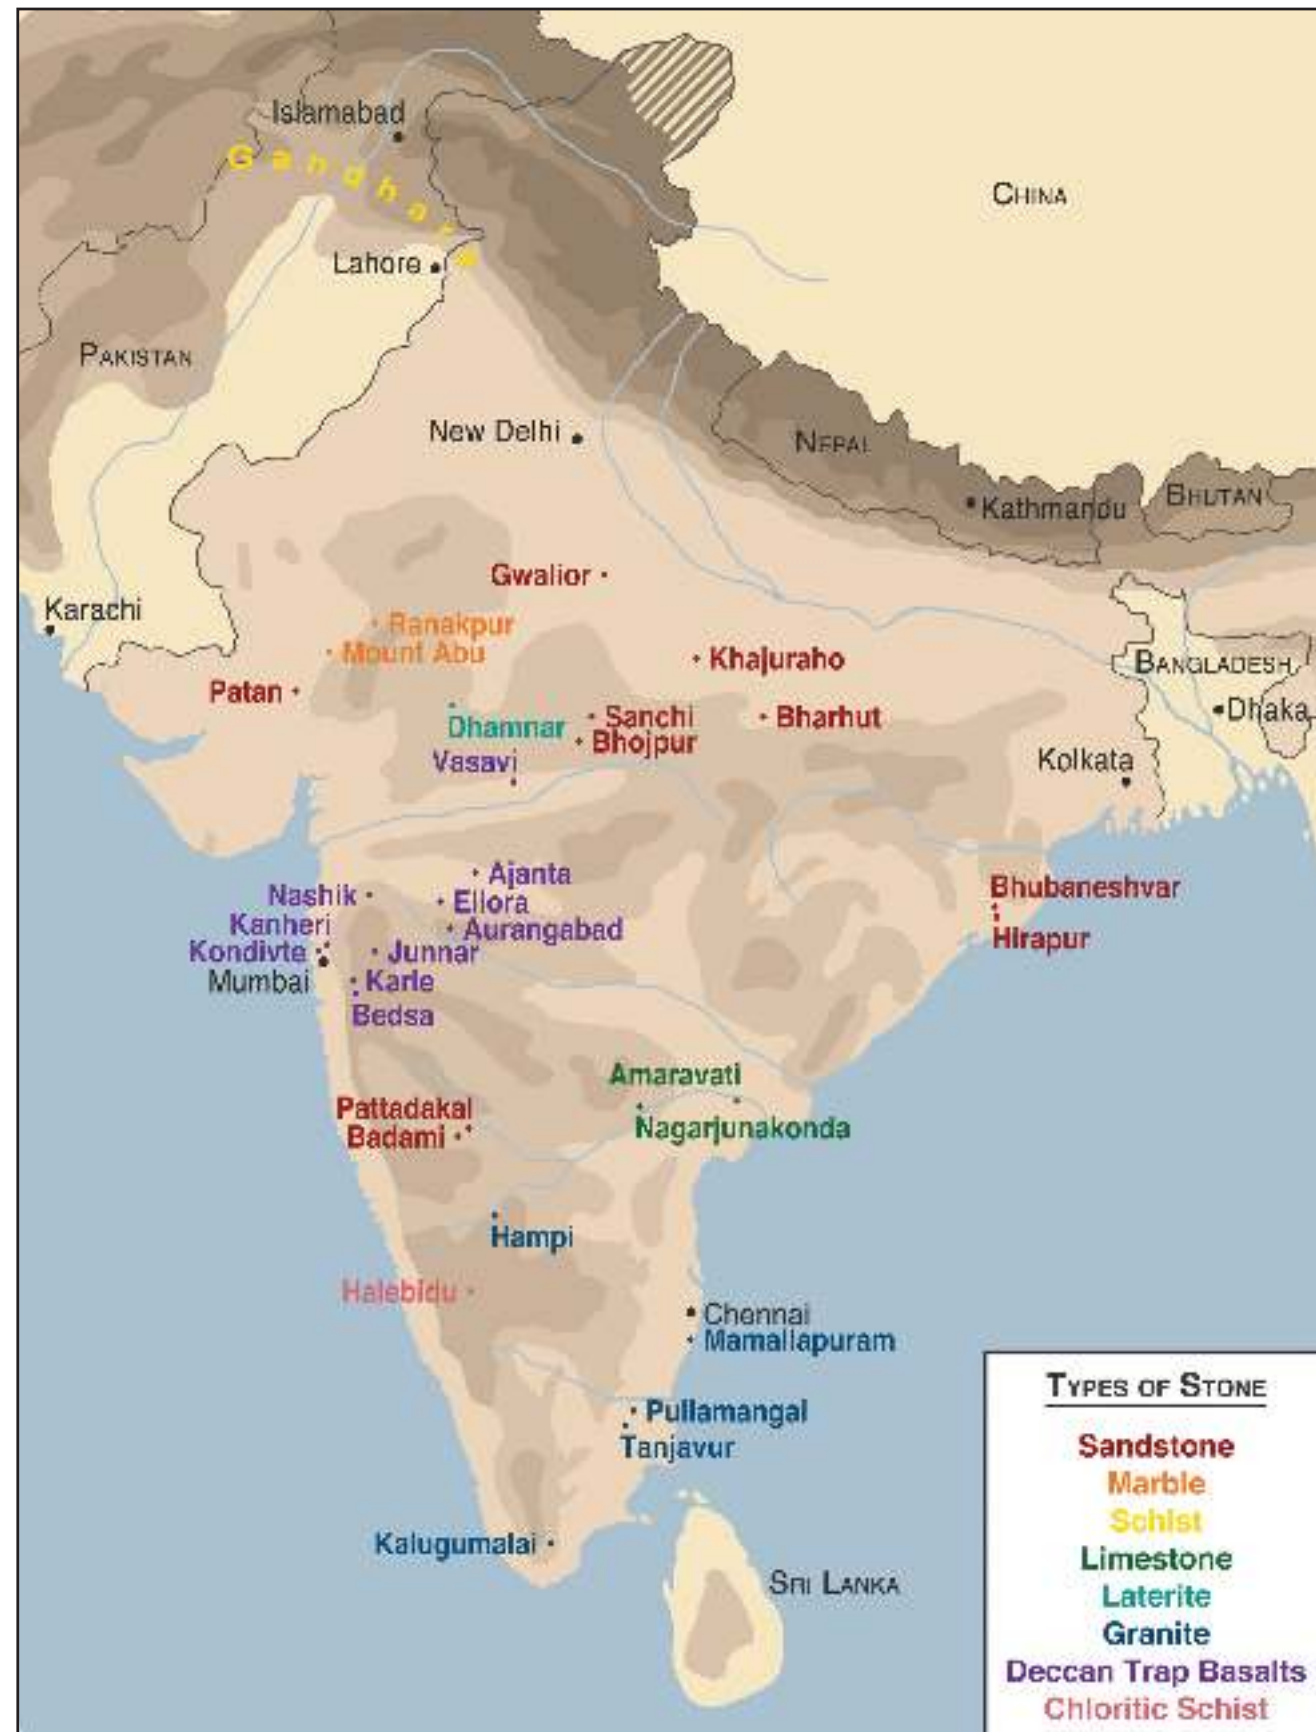 Islamabad
Gandhara
CHINA
Lahore
PAKISTAN
New Delhi
NEPAL
BHUTAN
Kathmandu
Gwalior
Karachi
Ranakpur
Mount Abu
Khajuraho
BANGLADESH
Patan
Dhaka
Sanchi
Bharhut
Dhamnar
Bhojpur
Vasavi
Kolkata
Ajanta
Nashik
Ellora
Bhubaneshvar
Kanheri
Aurangabad
Hirapur
Kondivte
Junnar
Mumbai
Karle
Bedsa
Amaravati
Pattadakal
Nagarjunakonda
Badami
Hampi
Halebidu
Chennai
Mamallapuram
Pullamangal
Tanjavur
Kalugumalai
SRI LANKA
TYPES OF STONE
Sandstone
Marble
Schist
Limestone
Laterite
Granite
Deccan Trap Basalts
Chloritic Schist